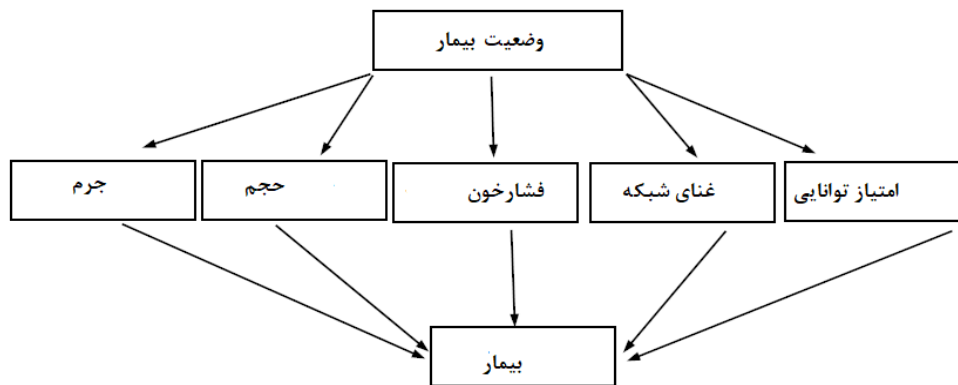 وضعیت بیمار
امتیاز توانایی
غنای شبکه
فشارخون
حجم
جرم
بیمار